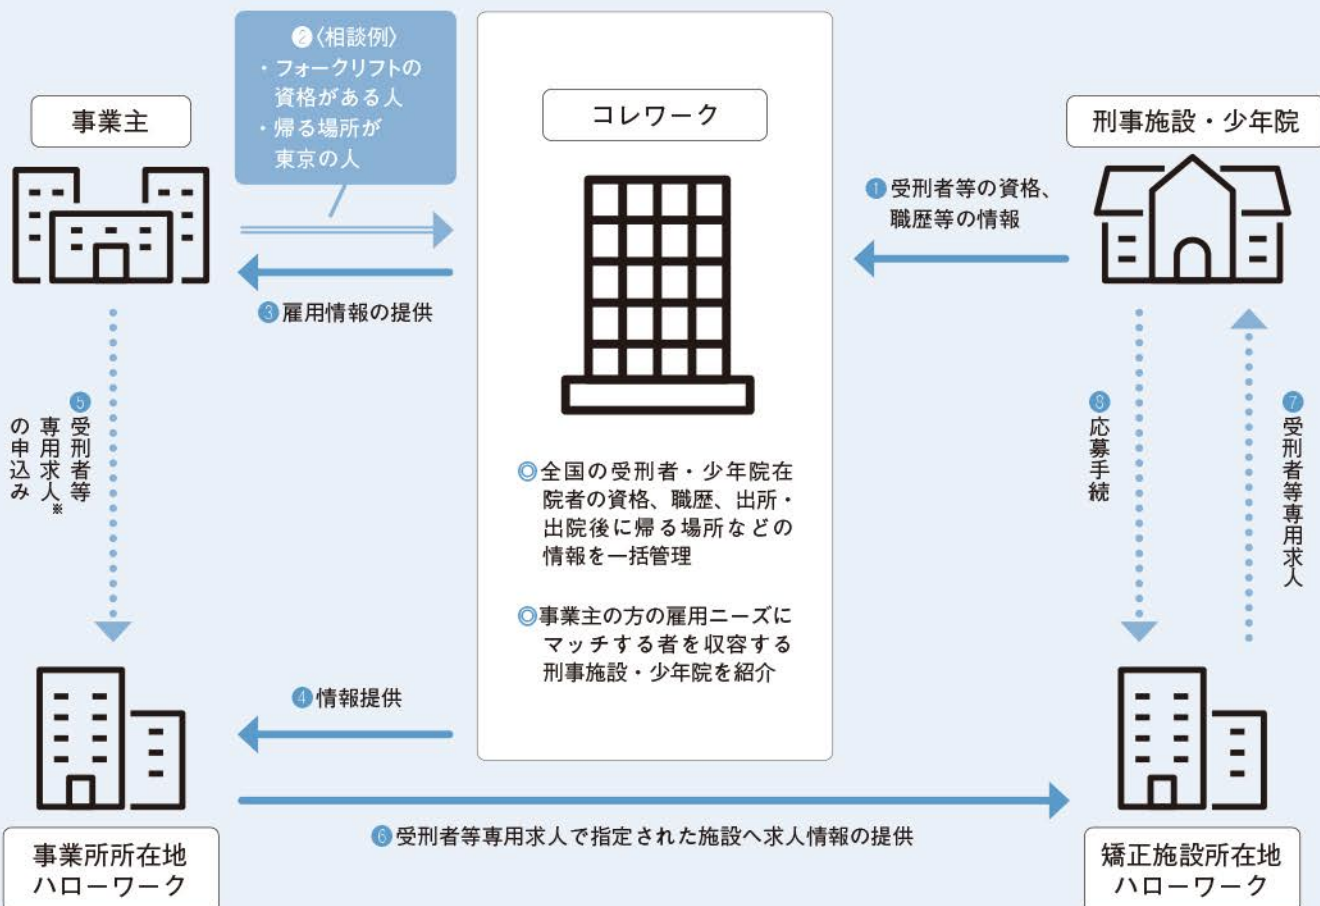 ❷〈相談例〉
・フォークリフトの
資格がある人
・帰る場所が
東京の人
事業主
コレワーク
刑事施設・少年院
❶受刑者等の資格、
職歴等の情報
❸雇用情報の提供
❺受刑者等
専用求人※
の申込み
◎全国の受刑者・少年院在
院者の資格、職歴、出所・
出院後に帰る場所などの
情報を一括管理
◎事業主の方の雇用ニーズに
マッチする者を収容する
刑事施設・少年院を紹介
❽応募手続
❼受刑者等専用求人
❹情報提供
❻受刑者等専用求人で指定された施設へ求人情報の提供
事業所所在地
ハローワーク
矯正施設所在地
ハローワーク